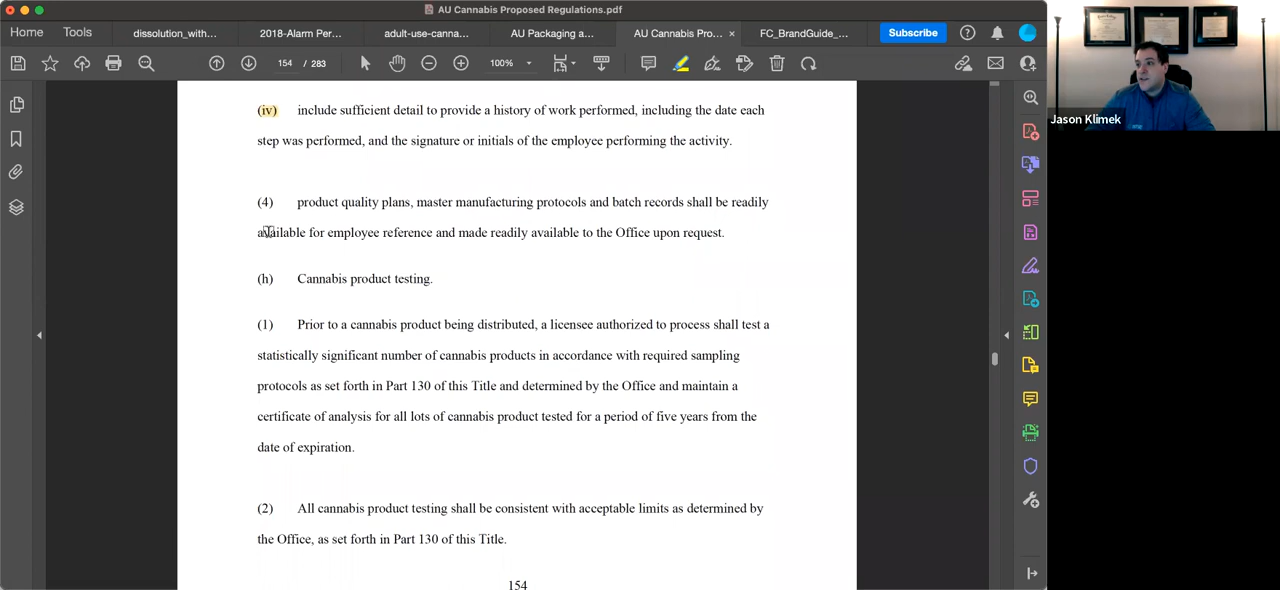 AU Cannabis Proposed Regulations.pdf
Home Tools dissolution_with... 2018-Alarm Per... adult-use-canna... AU Packaging a... AU Cannabis Pro... × FC_BrandGuide_... Subscribe
154 / 283 100%
(iv) include sufficient detail to provide a history of work performed, including the date each
step was performed, and the signature or initials of the employee performing the activity.
(4) product quality plans, master manufacturing protocols and batch records shall be readily
available for employee reference and made readily available to the Office upon request.
(h) Cannabis product testing.
(1) Prior to a cannabis product being distributed, a licensee authorized to process shall test a
statistically significant number of cannabis products in accordance with required sampling
protocols as set forth in Part 130 of this Title and determined by the Office and maintain a
certificate of analysis for all lots of cannabis product tested for a period of five years from the
date of expiration.
(2) All cannabis product testing shall be consistent with acceptable limits as determined by
the Office, as set forth in Part 130 of this Title.
154
Jason Klimek